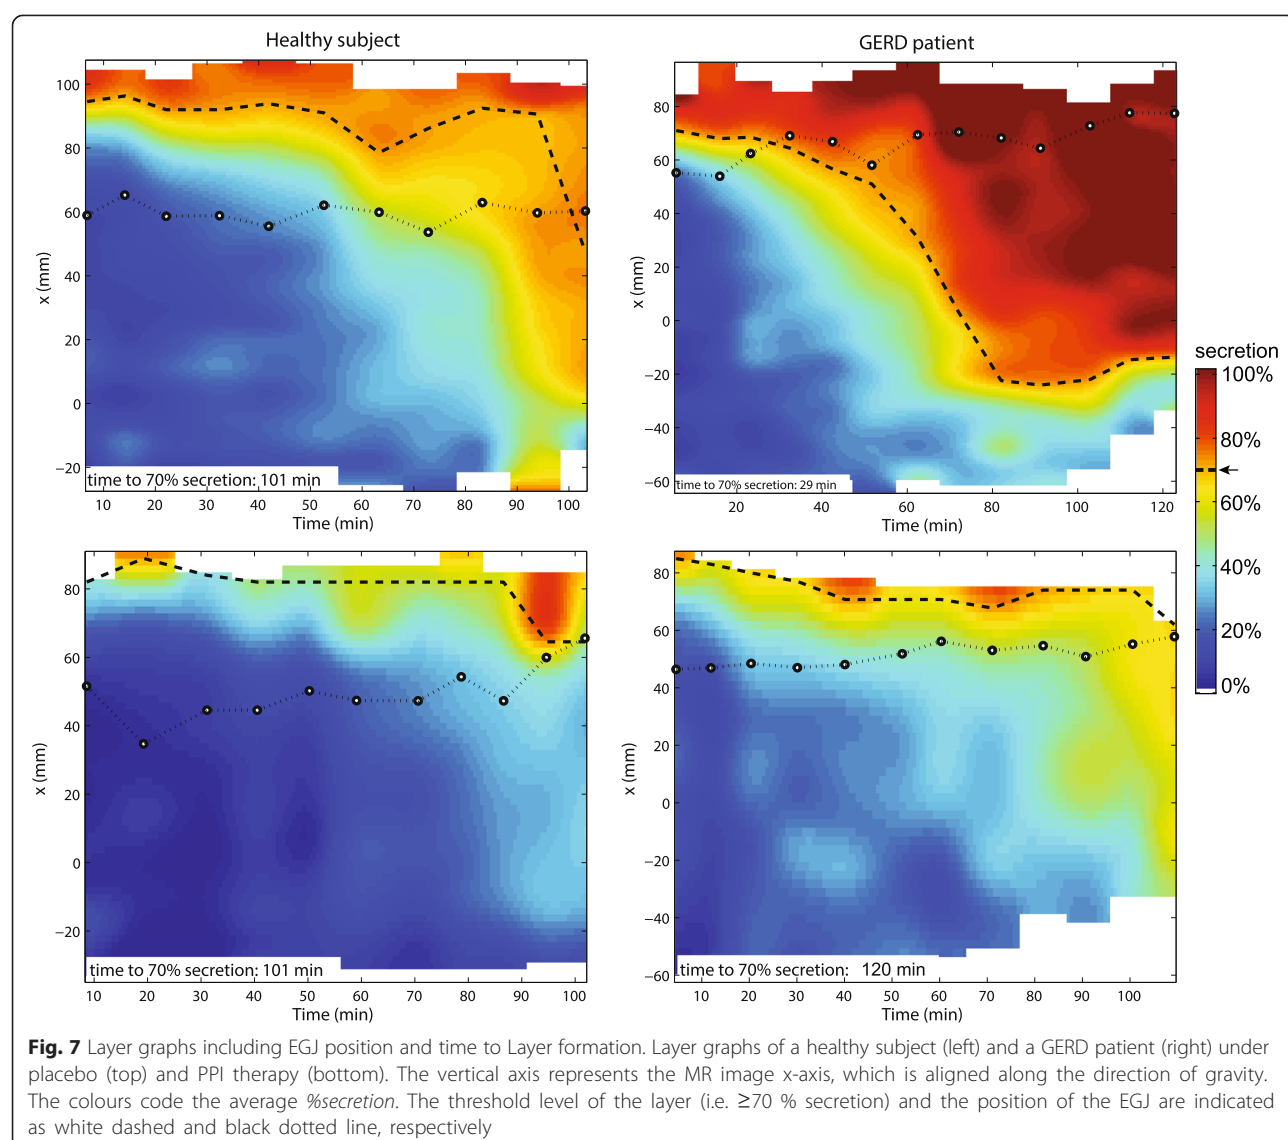 Healthy subject
GERD patient
x (mm)
100
80
60
40
20
0
−20
time to 70% secretion: 101 min
10 20 30 40 50 60 70 80 90 100
Time (min)
x (mm)
80
60
40
20
0
−20
−40
−60
time to 70% secretion: 29 min
20 40 60 80 100 120
Time (min)
secretion
100%
80%
60%
40%
20%
0%
x (mm)
80
60
40
20
0
−20
time to 70% secretion: 101 min
10 20 30 40 50 60 70 80 90 100
Time (min)
x (mm)
80
60
40
20
0
−20
−40
−60
time to 70% secretion: 120 min
10 20 30 40 50 60 70 80 90 100
Time (min)
Fig. 7 Layer graphs including EGJ position and time to Layer formation. Layer graphs of a healthy subject (left) and a GERD patient (right) under
placebo (top) and PPI therapy (bottom). The vertical axis represents the MR image x-axis, which is aligned along the direction of gravity.
The colours code the average %secretion. The threshold level of the layer (i.e. ≥70 % secretion) and the position of the EGJ are indicated
as white dashed and black dotted line, respectively